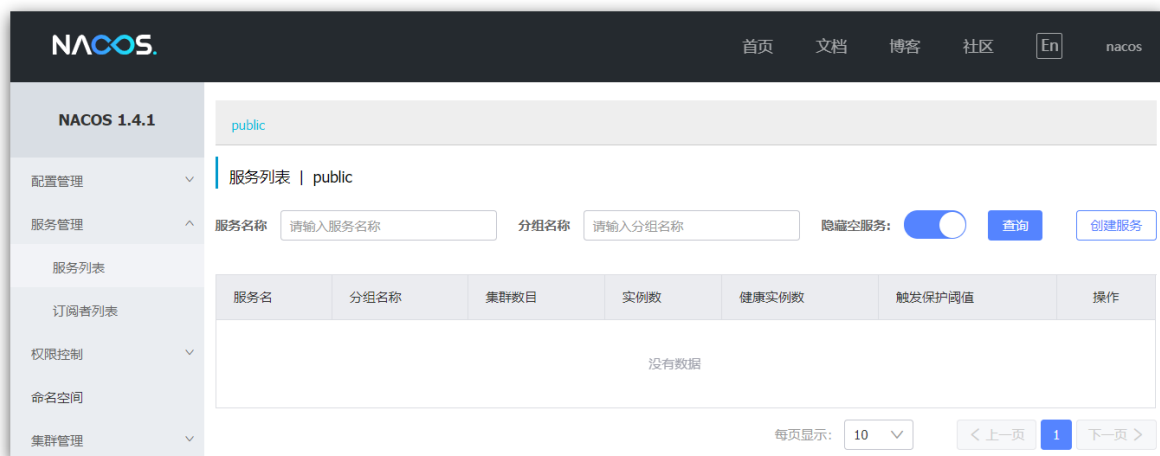 NACOS.
首页 文档 博客 社区 En nacos
NACOS 1.4.1
public
配置管理
服务列表 | public
服务管理
服务名称 请输入服务名称 分组名称 请输入分组名称 隐藏空服务: 查询 创建服务
服务列表
服务名 分组名称 集群数目 实例数 健康实例数 触发保护阈值 操作
订阅者列表
权限控制
没有数据
命名空间
集群管理
每页显示: 10 < 上一页 1 下一页 >